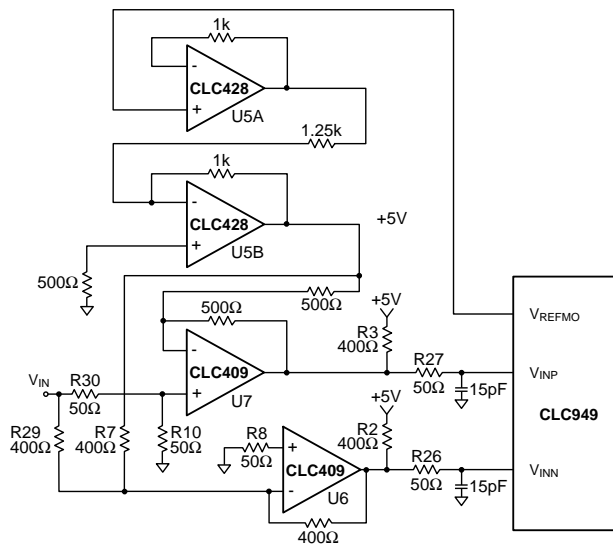 1k
-
CLC428
+
U5A
1.25k
1k
-
CLC428
+
U5B
+5V
500Ω
500Ω
500Ω
+5V
R3
400Ω
VREFMO
-
CLC409
+
U7
R27
50Ω
VINP
15pF
CLC949
VIN
R30
50Ω
+5V
R29
400Ω
R7
400Ω
R10
50Ω
R8
50Ω
+
CLC409
-
U6
R2
400Ω
R26
50Ω
VINN
15pF
400Ω